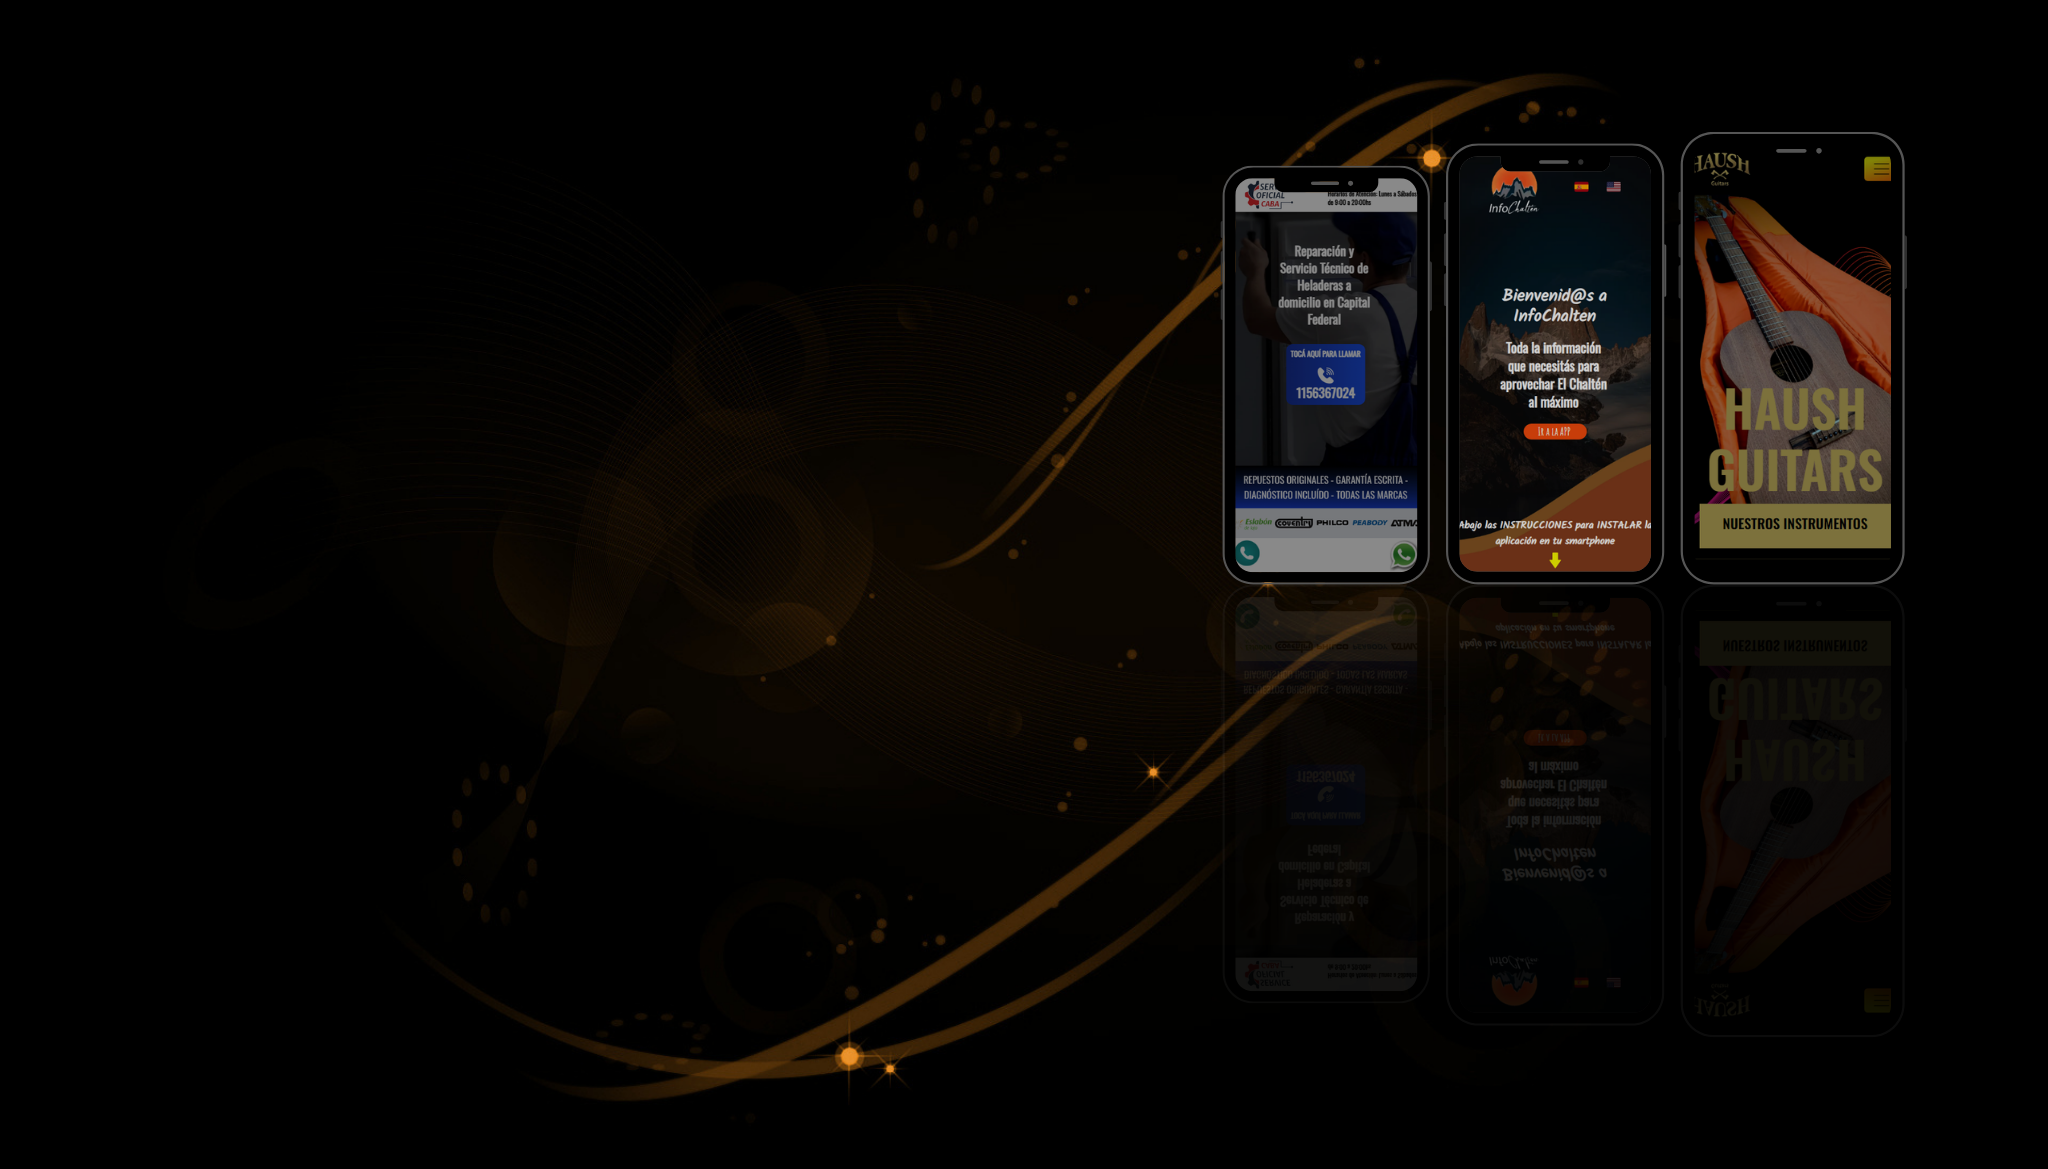 SERV
OFICIAL
CABA
Horarios de Atención: Lunes a Sábados
de 9:00 a 20:00hs
Reparación y
Servicio Técnico de
Heladeras a
domicilio en Capital
Federal
TOCÁ AQUÍ PARA LLAMAR
1156367024
REPUESTOS ORIGINALES - GARANTÍA ESCRITA -
DIAGNÓSTICO INCLUÍDO - TODAS LAS MARCAS
Eslabón
coventry
PHILCO
PEABODY
ATMA
InfoChaltén
Bienvenid@s a
InfoChalten
Toda la información
que necesitás para
aprovechar El Chaltén
al máximo
Ir a la APP
Abajo las INSTRUCCIONES para INSTALAR la
aplicación en tu smartphone
HAUSH
Guitars
HAUSH
GUITARS
NUESTROS INSTRUMENTOS